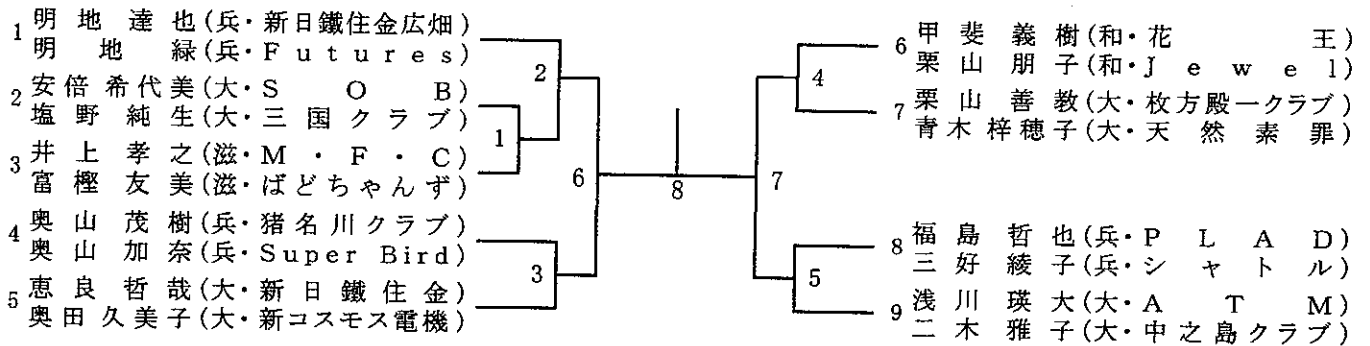 1 明地達也(兵・新日鐵住金広畑)
明地緑(兵・Futures)
2 安倍希代美(大・SOB)
塩野純生(大・三国クラブ)
3 井上孝之(滋・M・F・C)
富樫友美(滋・ばどちゃんず)
4 奥山茂樹(兵・猪名川クラブ)
奥山加奈(兵・Super Bird)
5 恵良哲哉(大・新日鐵住金)
奥田久美子(大・新コスモス電機)
2
1
6
3
8
7
4
5
6 甲斐義樹(和・花王)
栗山朋子(和・Jewel)
7 栗山善教(大・枚方殿一クラブ)
青木梓穂子(大・天然素罪)
8 福島哲也(兵・PLAD)
三好綾子(兵・シャトル)
9 浅川瑛大(大・ATM)
二木雅子(大・中之島クラブ)